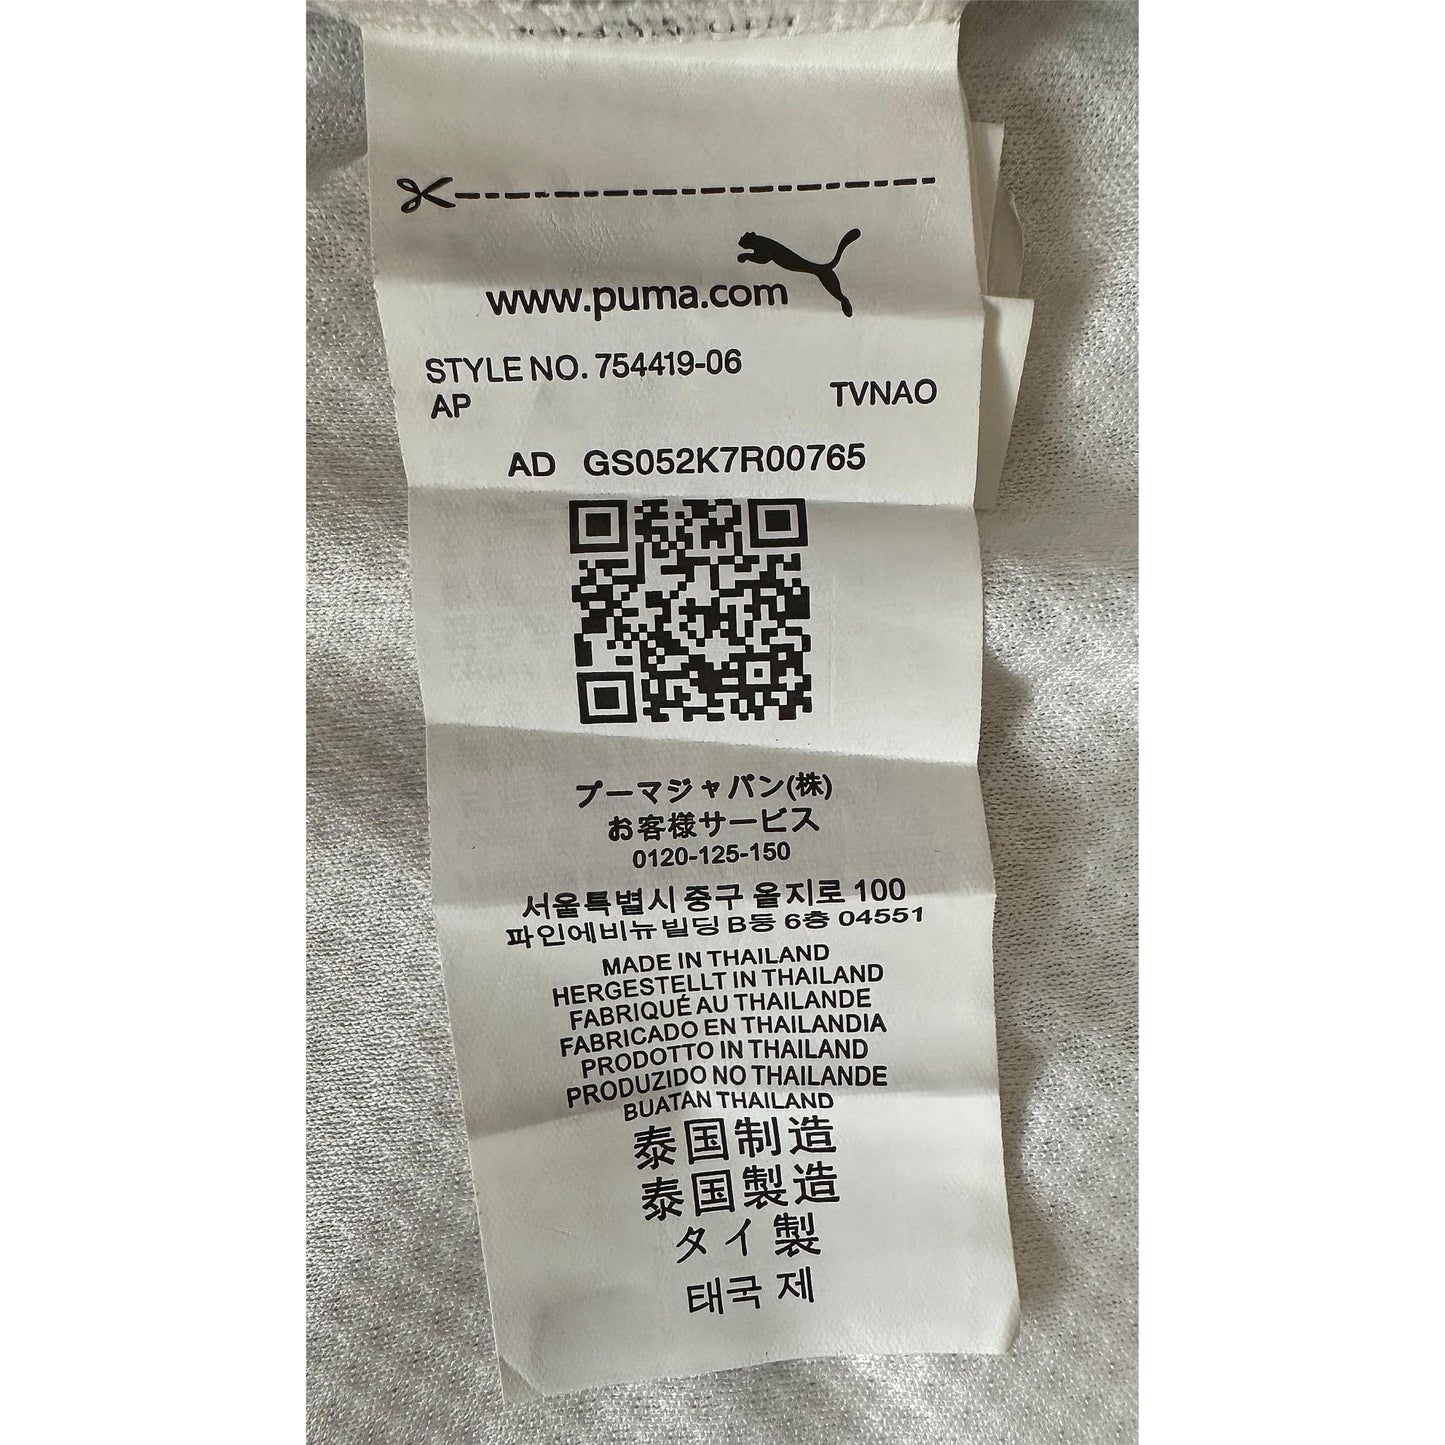 www.puma.com
STYLE NO. 754419-06
AP TVNAO
AD GS052K7R00765
プーマジャパン(株)
お客様サービス
0120-125-150
서울특별시 중구 을지로 100
파인에비뉴빌딩 B동 6층 04551
MADE IN THAILAND
HERGESTELLT IN THAILAND
FABRIQUÉ AU THAILANDE
FABRICADO EN THAILANDIA
PRODOTTO IN THAILAND
PRODUZIDO NO THAILANDE
BUATAN THAILAND
泰国制造
泰国製造
タイ製
태국 제